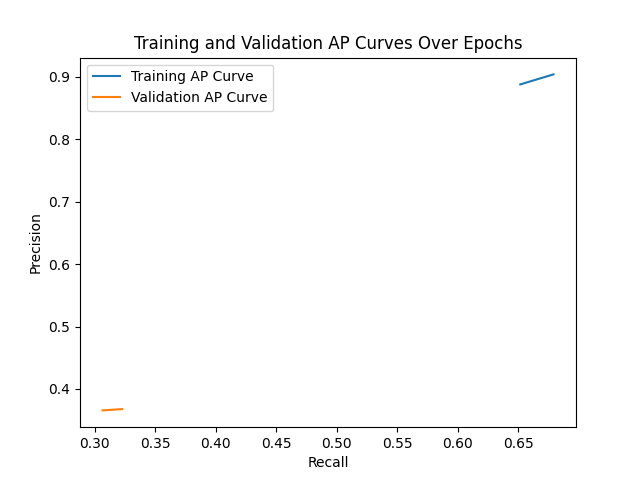 Training and Validation AP Curves Over Epochs
Training AP Curve
Validation AP Curve
0.9
0.8
0.7
0.6
0.5
0.4
Precision
0.30 0.35 0.40 0.45 0.50 0.55 0.60 0.65
Recall